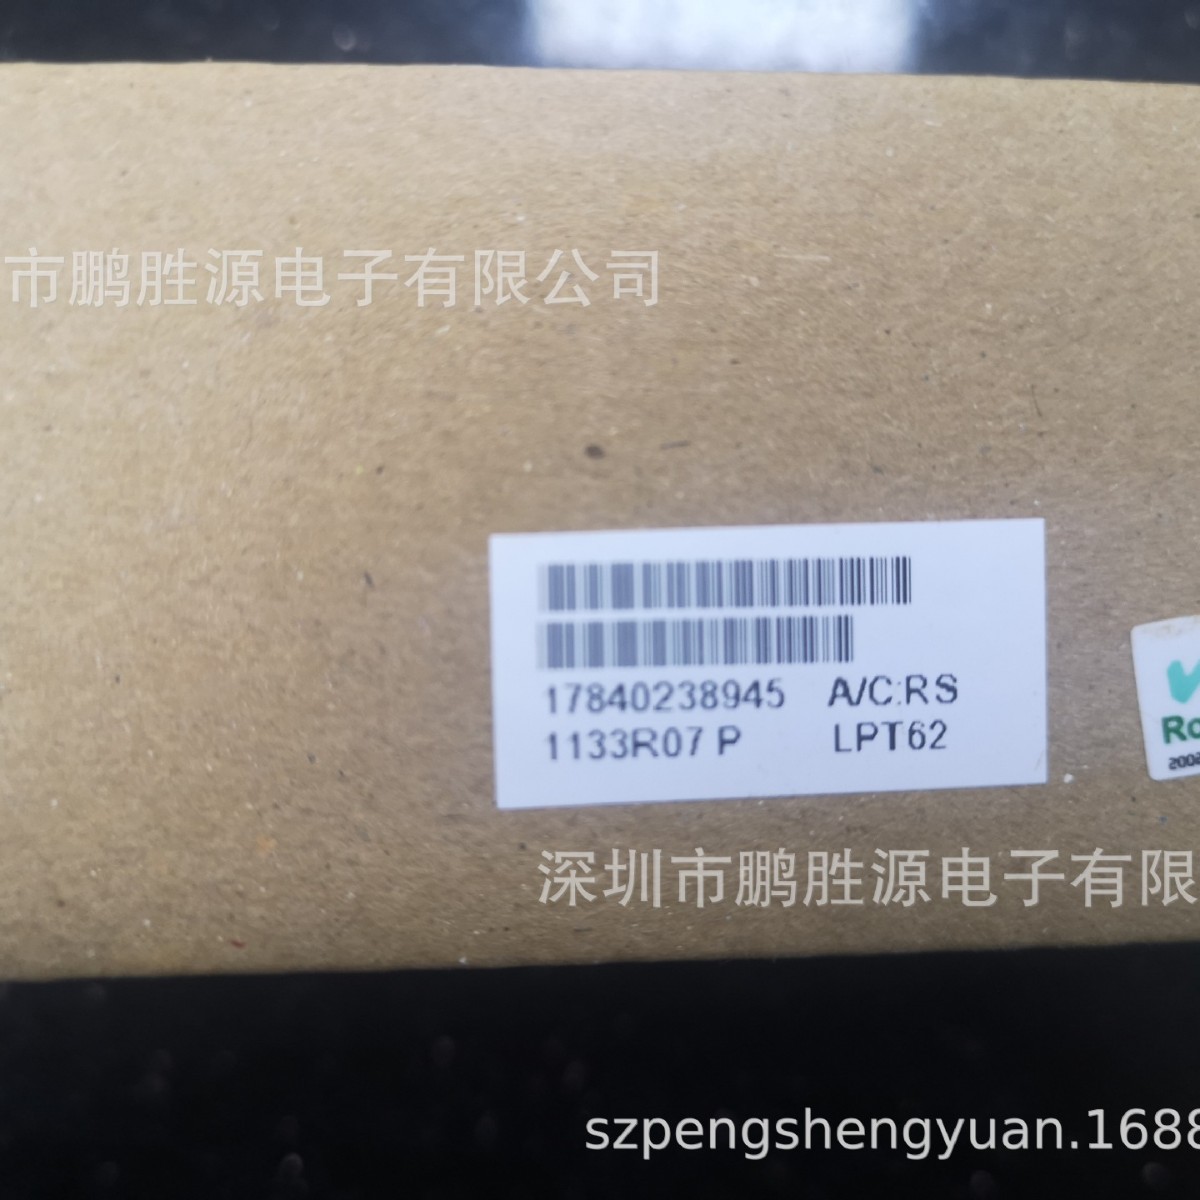 市鹏胜源电子有限公司
17840238945 A/C:RS
1133R07 P LPT62
Ro
2002
深圳市鹏胜源电子有限
szpengshengyuan.1688